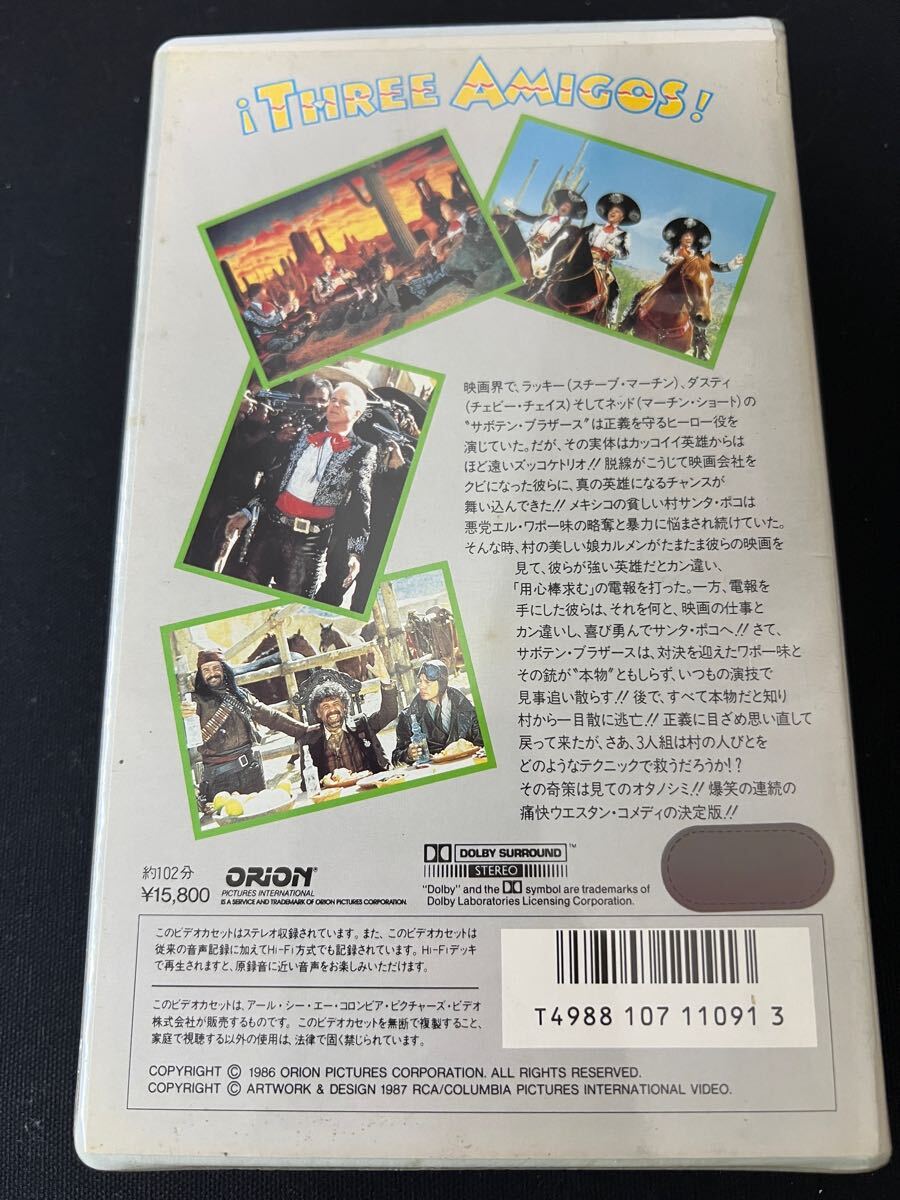 ¡THREE AMIGOS!
映画界で、ラッキー(スチーブ・マーチン)、ダスティ
(チェビー・チェイス)そしてネッド(マーチン・ショート)の
“サボテン・ブラザース”は正義を守るヒーロー役を
演じていた。だが、その実体はカッコイイ英雄からは
ほど遠いズッコケトリオ!! 脱線がこうじて映画会社を
クビになった彼らに、真の英雄になるチャンスが
舞い込んできた!! メキシコの貧しい村サンタ・ポコは
悪党エル・ワポー味の略奪と暴力に悩まされ続けていた。
そんな時、村の美しい娘カルメンがたまたま彼らの映画を
見て、彼らが強い英雄だとカン違い、
「用心棒求む」の電報を打った。一方、電報を
手にした彼らは、それを何と、映画の仕事と
カン違いし、喜び勇んでサンタ・ポコへ!! さて、
サボテン・ブラザースは、対決を迎えたワポー味と
その銃が“本物”ともしらず、いつもの演技で
見事追い散らす!! 後で、すべて本物だと知り
村から一目散に逃亡!! 正義に目ざめ思い直して
戻って来たが、さあ、3人組は村の人びとを
どのようなテクニックで救うだろうか!?
その奇策は見てのオタノシミ!! 爆笑の連続の
痛快ウエスタン・コメディの決定版!!
約102分
¥15,800
ORION®
PICTURES INTERNATIONAL
IS A SERVICE AND TRADEMARK OF ORION PICTURES CORPORATION.
DOLBY SURROUND™
STEREO
"Dolby" and the DD symbol are trademarks of
Dolby Laboratories Licensing Corporation.
このビデオカセットはステレオ収録されています。また、このビデオカセットは
従来の音声記録に加えてHi-Fi方式でも記録されています。Hi-Fiデッキ
で再生されますと、原録音に近い音声をお楽しみいただけます。
このビデオカセットは、アール・シー・エー・コロンビア・ピクチャーズ・ビデオ
株式会社が販売するものです。このビデオカセットを無断で複製すること、
家庭で視聴する以外の使用は、法律で固く禁じられています。
T4988 107 11091 3
COPYRIGHT © 1986 ORION PICTURES CORPORATION. ALL RIGHTS RESERVED.
COPYRIGHT © ARTWORK & DESIGN 1987 RCA/COLUMBIA PICTURES INTERNATIONAL VIDEO.